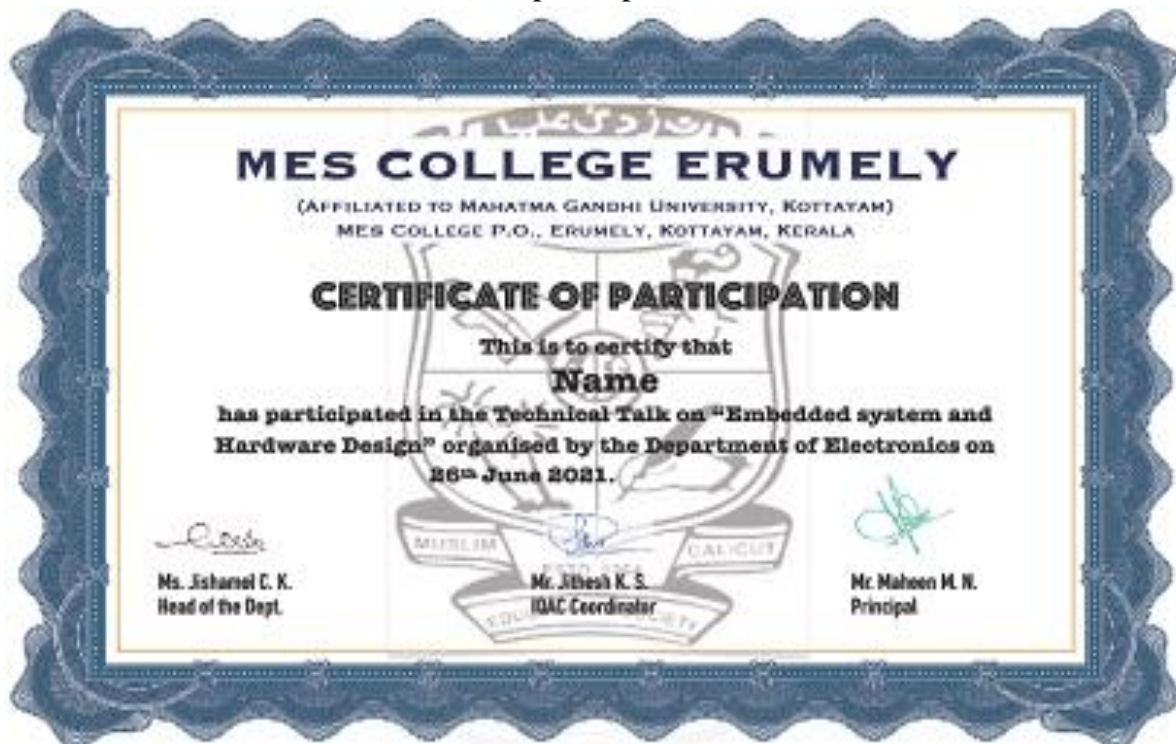 MES COLLEGE ERUMELY
(AFFILIATED TO MAHATMA GANDHI UNIVERSITY, KOTTAYAM)
MES COLLEGE P.O., ERUMELY, KOTTAYAM, KERALA
CERTIFICATE OF PARTICIPATION
This is to certify that
Name
has participated in the Technical Talk on “Embedded system and
Hardware Design” organised by the Department of Electronics on
26th June 2021.
MUSLIM
CALICUT
Ms. Jishamol C. K.
Head of the Dept.
Mr. Jithesh K. S.
IQAC Coordinator
Mr. Maheen M. N.
Principal